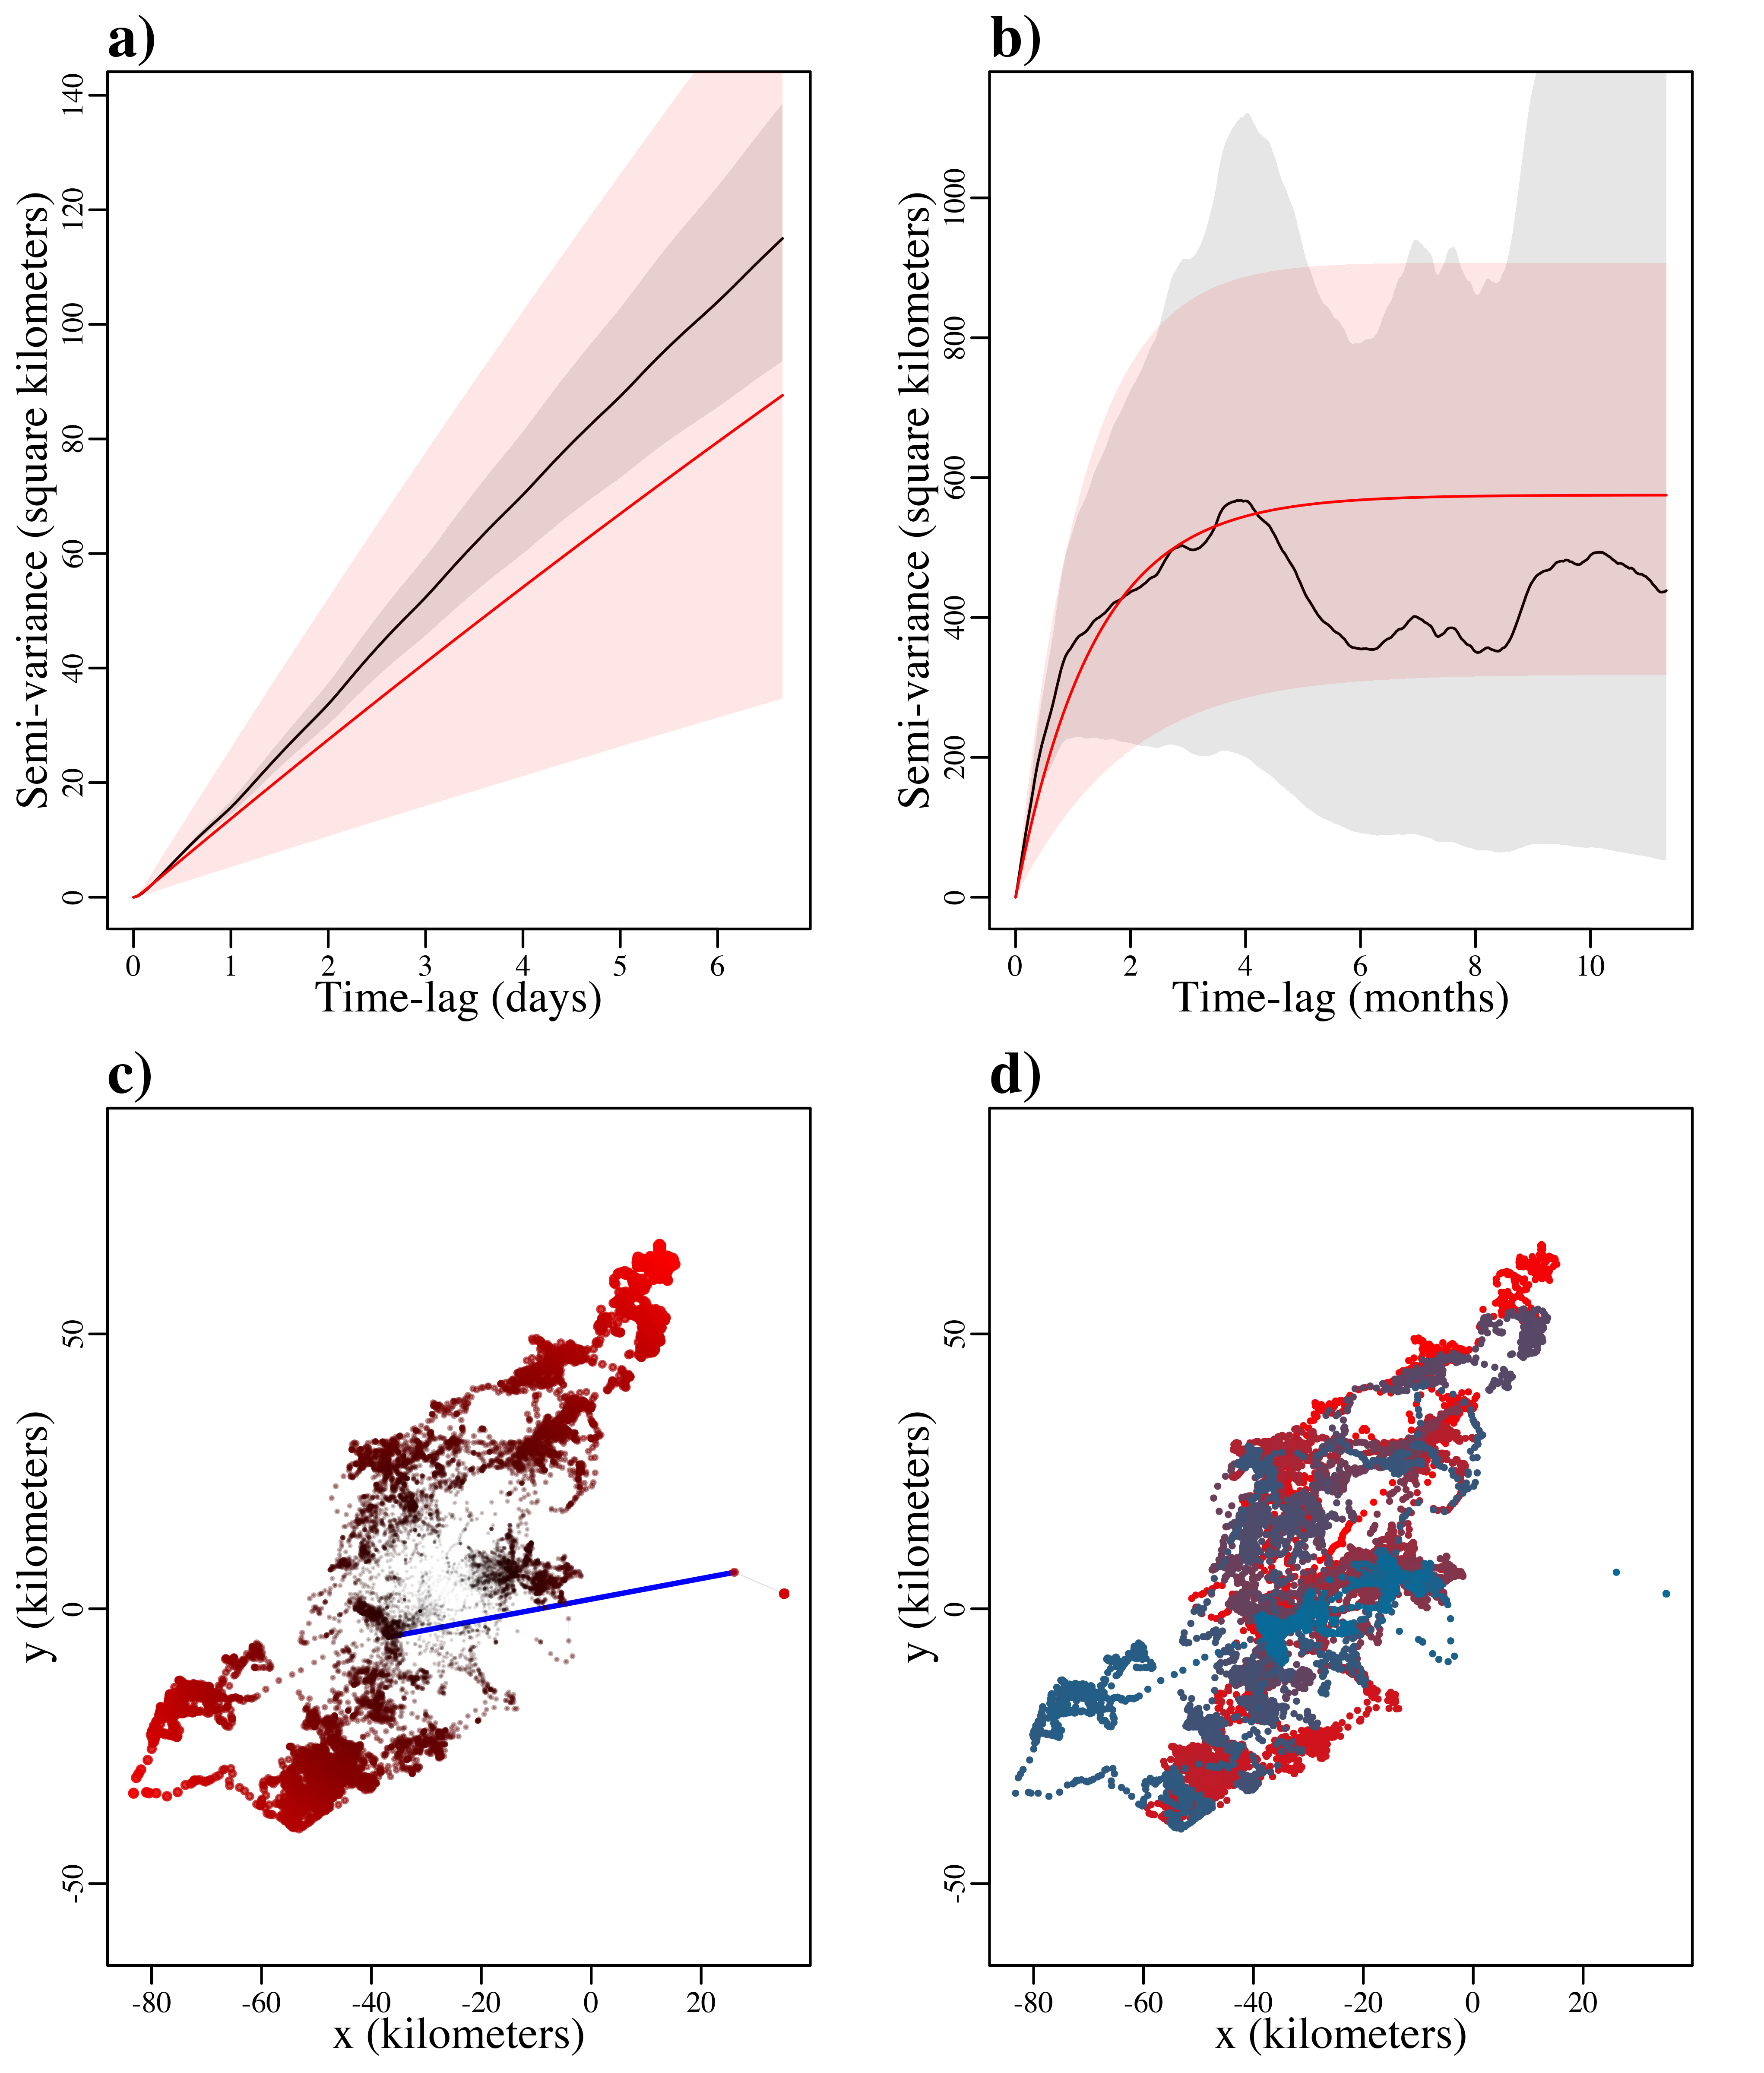 a)
Semi-variance (square kilometers)
0 20 40 60 80 100 120 140
0 1 2 3 4 5 6
Time-lag (days)
b)
Semi-variance (square kilometers)
0 200 400 600 800 1000
0 2 4 6 8 10
Time-lag (months)
c)
y (kilometers)
-50 0 50
-80 -60 -40 -20 0 20
x (kilometers)
d)
y (kilometers)
-50 0 50
-80 -60 -40 -20 0 20
x (kilometers)